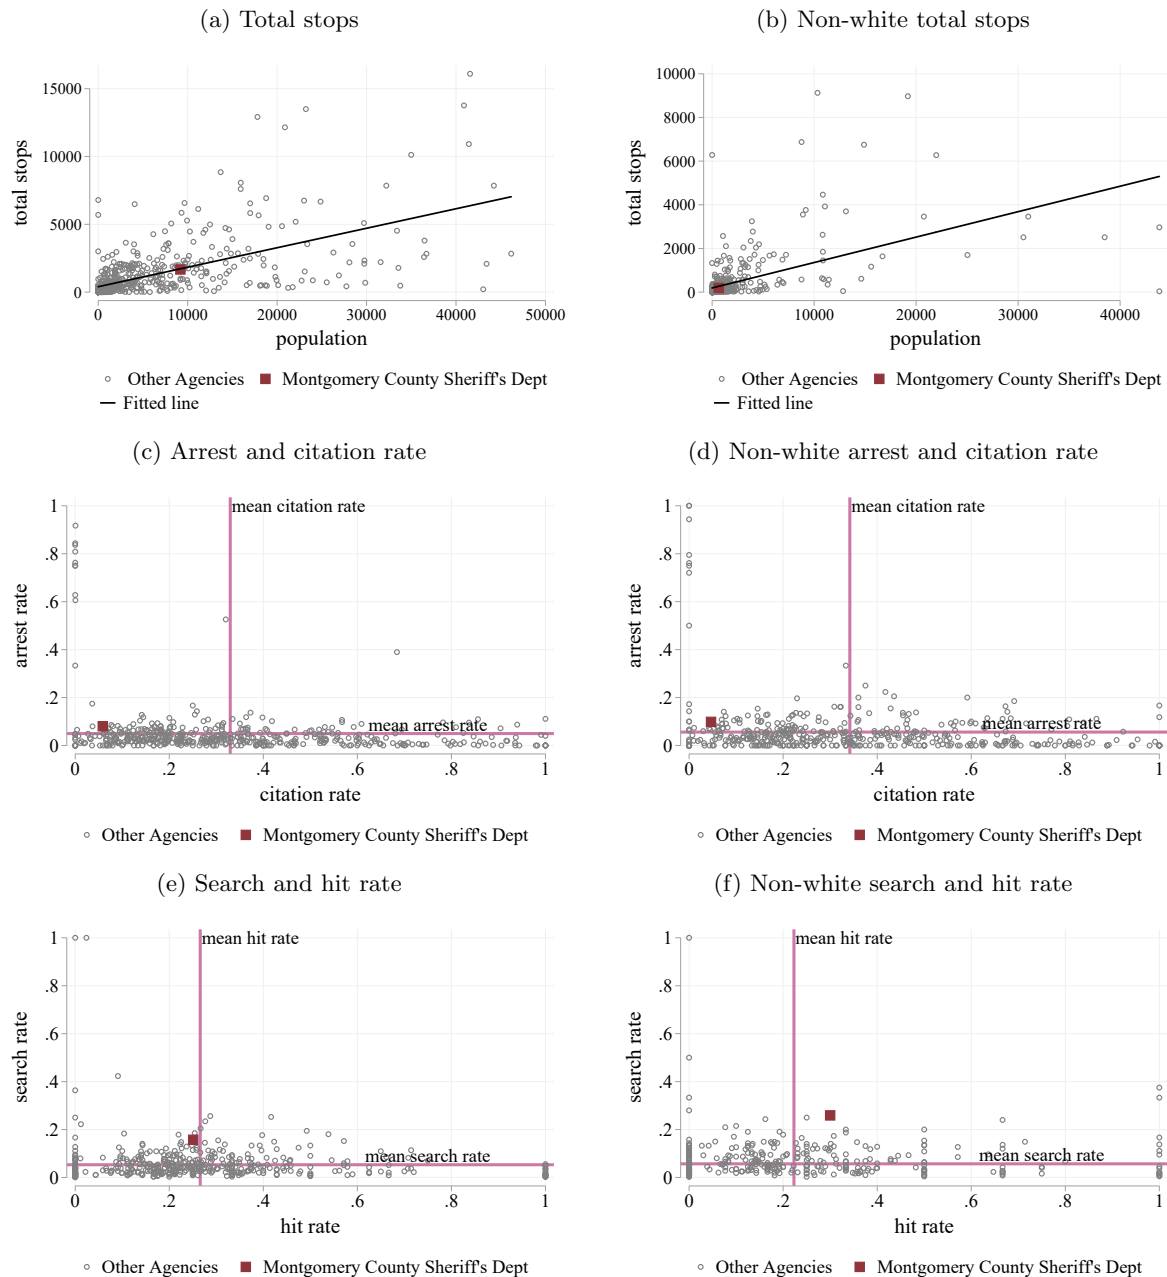 (a) Total stops
(b) Non-white total stops
total stops
15000
10000
5000
0
0 10000 20000 30000 40000 50000
population
Other Agencies Montgomery County Sheriff's Dept
Fitted line
total stops
10000
8000
6000
4000
2000
0
0 10000 20000 30000 40000
population
Other Agencies Montgomery County Sheriff's Dept
Fitted line
(c) Arrest and citation rate
(d) Non-white arrest and citation rate
arrest rate
1
.8
.6
.4
.2
0
mean citation rate
mean arrest rate
0 .2 .4 .6 .8 1
citation rate
Other Agencies Montgomery County Sheriff's Dept
arrest rate
1
.8
.6
.4
.2
0
mean citation rate
mean arrest rate
0 .2 .4 .6 .8 1
citation rate
Other Agencies Montgomery County Sheriff's Dept
(e) Search and hit rate
(f) Non-white search and hit rate
search rate
1
.8
.6
.4
.2
0
mean hit rate
mean search rate
0 .2 .4 .6 .8 1
hit rate
Other Agencies Montgomery County Sheriff's Dept
search rate
1
.8
.6
.4
.2
0
mean hit rate
mean search rate
0 .2 .4 .6 .8 1
hit rate
Other Agencies Montgomery County Sheriff's Dept